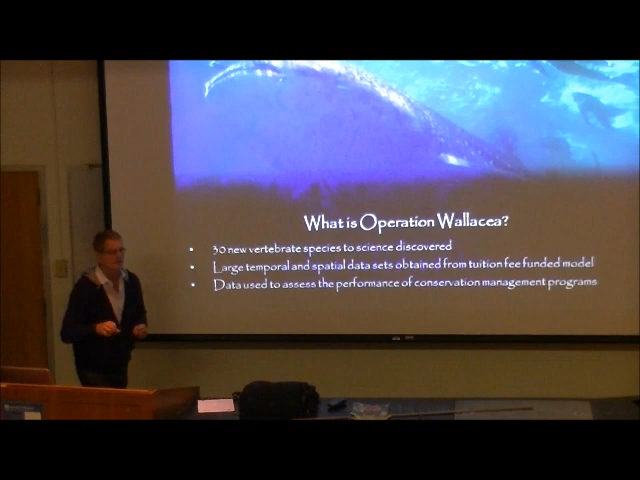 What is Operation Wallacea?
• 30 new vertebrate species to science discovered
• Large temporal and spatial data sets obtained from tuition fee funded model
• Data used to assess the performance of conservation management programs